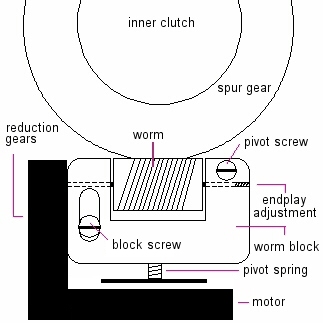 inner clutch
spur gear
reduction
gears
worm
pivot screw
endplay
adjustment
block screw
worm block
pivot spring
motor